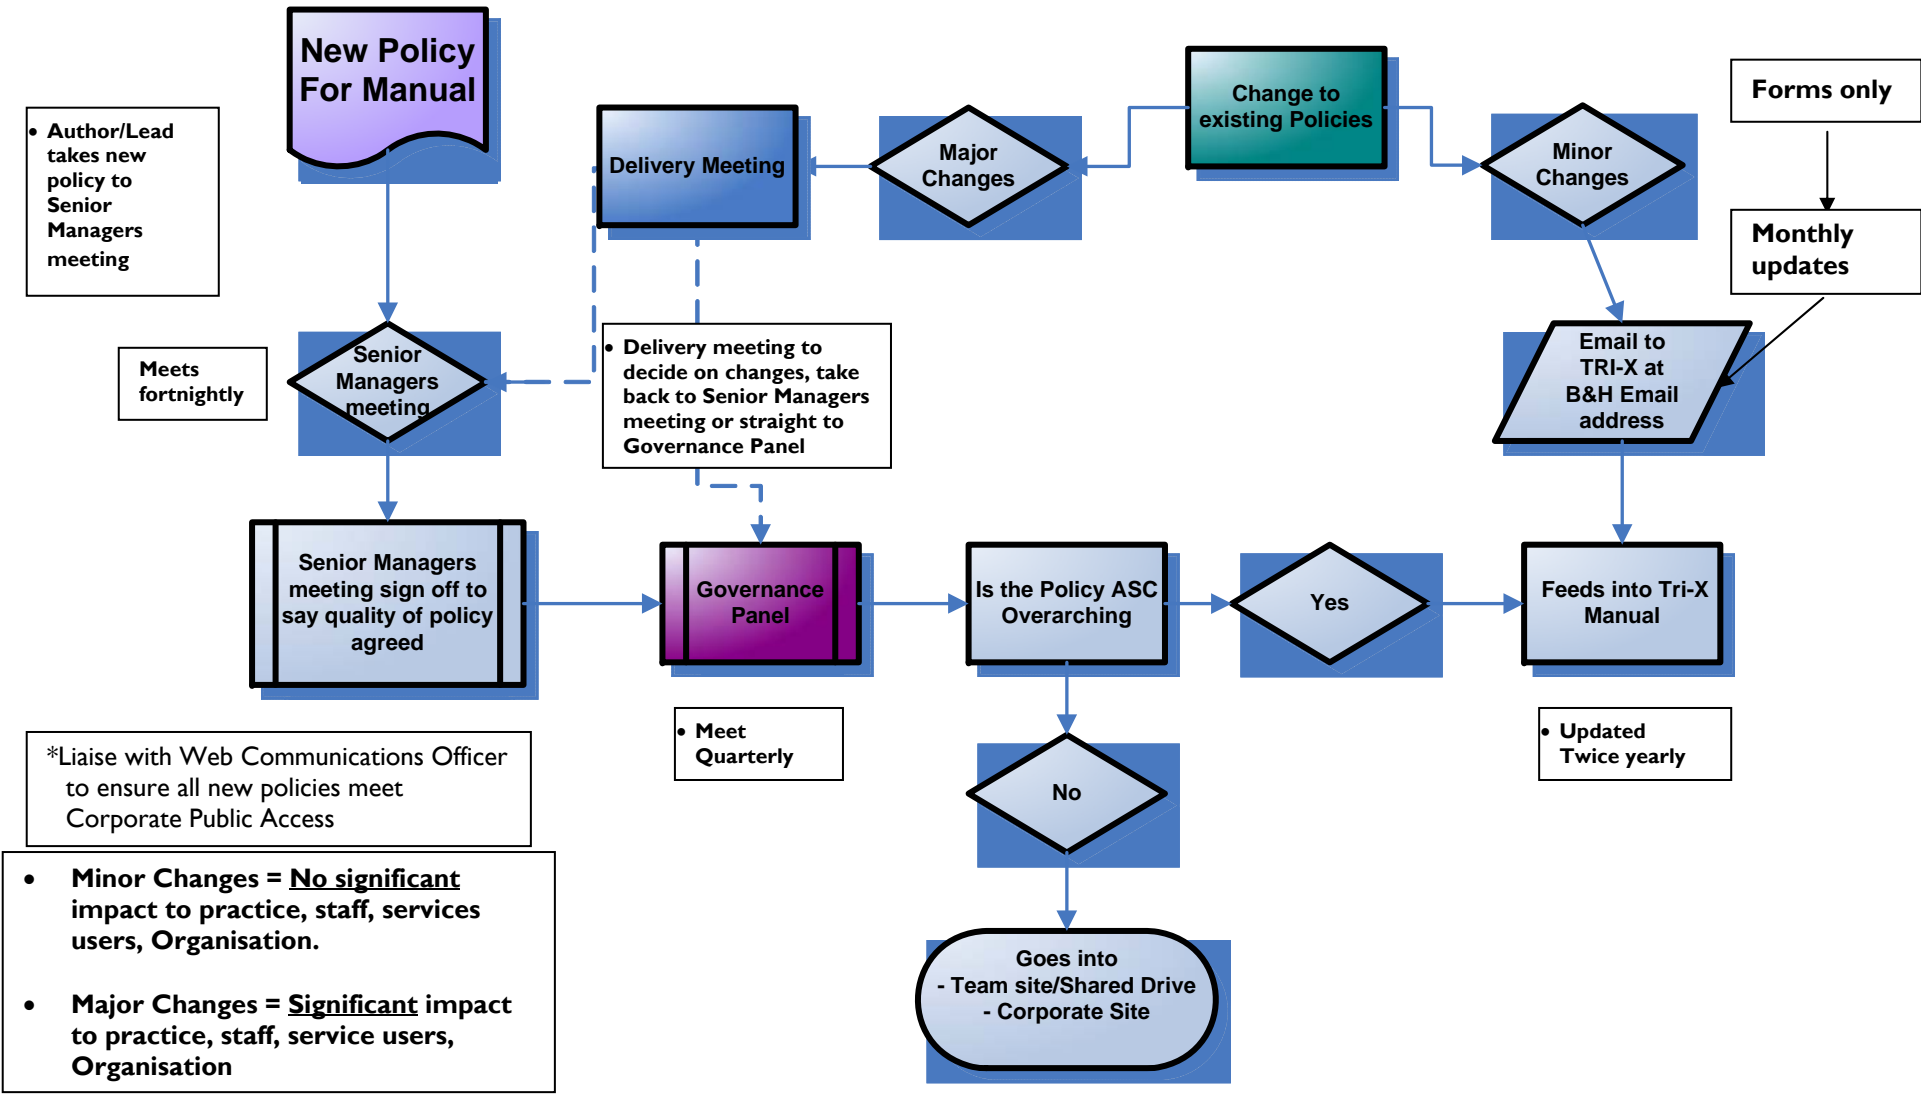 New Policy
For Manual
• Author/Lead
takes new
policy to
Senior
Managers
meeting
Delivery Meeting
Major
Changes
Change to
existing Policies
Minor
Changes
Forms only
Monthly
updates
Meets
fortnightly
Senior
Managers
meeting
• Delivery meeting to
decide on changes, take
back to Senior Managers
meeting or straight to
Governance Panel
Email to
TRI-X at
B&H Email
address
Senior Managers
meeting sign off to
say quality of policy
agreed
Governance
Panel
Is the Policy ASC
Overarching
Yes
Feeds into Tri-X
Manual
• Meet
Quarterly
• Updated
Twice yearly
No
*Liaise with Web Communications Officer
to ensure all new policies meet
Corporate Public Access
• Minor Changes = No significant
impact to practice, staff, services
users, Organisation.
• Major Changes = Significant impact
to practice, staff, service users,
Organisation
Goes into
- Team site/Shared Drive
- Corporate Site